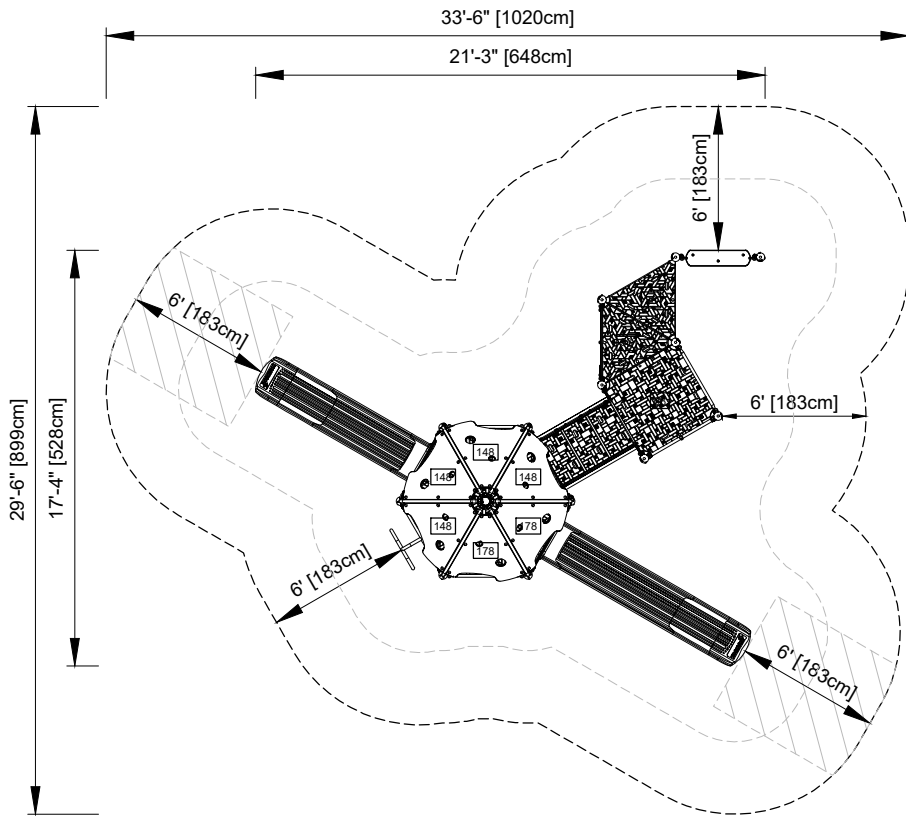 33'-6" [1020cm]
21'-3" [648cm]
6' [183cm]
29'-6" [899cm]
17'-4" [528cm]
6' [183cm]
6' [183cm]
148
148
148
148
178
178
6' [183cm]
6' [183cm]